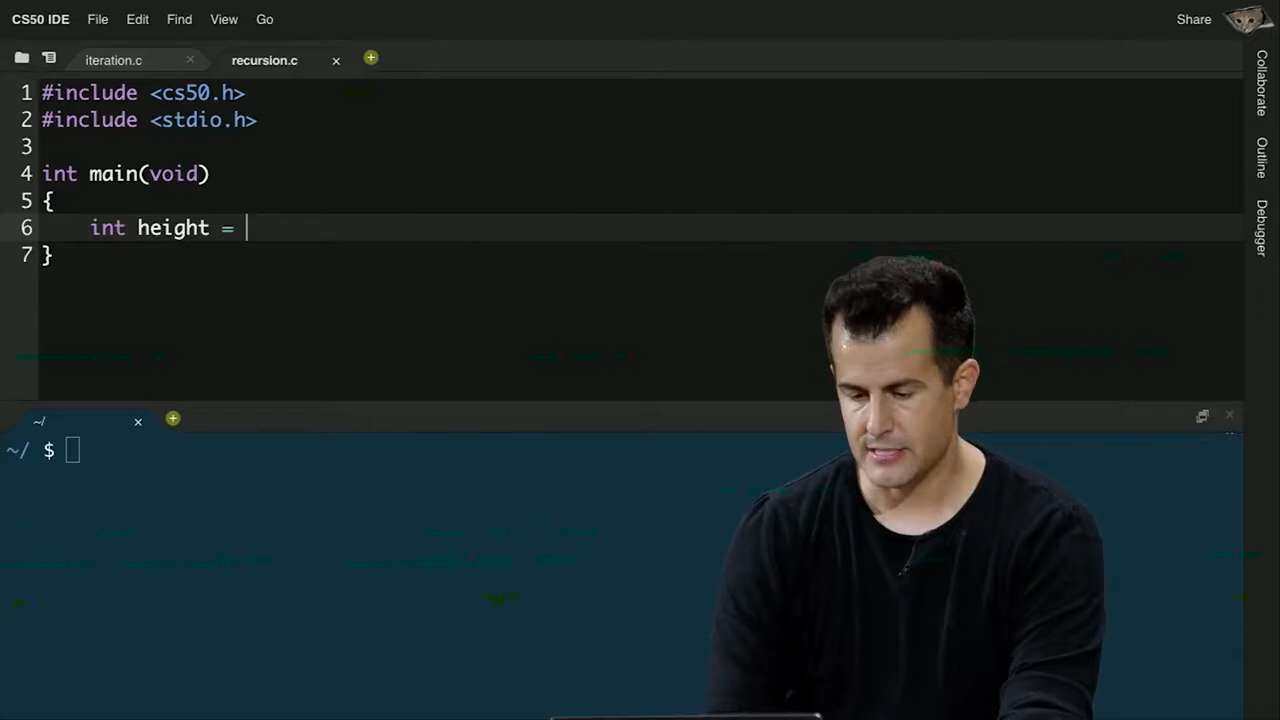 CS50 IDE File Edit Find View Go Share
iteration.c × recursion.c ×
1 #include <cs50.h>
2 #include <stdio.h>
3
4 int main(void)
5 {
6     int height =
7 }
~/ ×
~/ $
Collaborate
Outline
Debugger